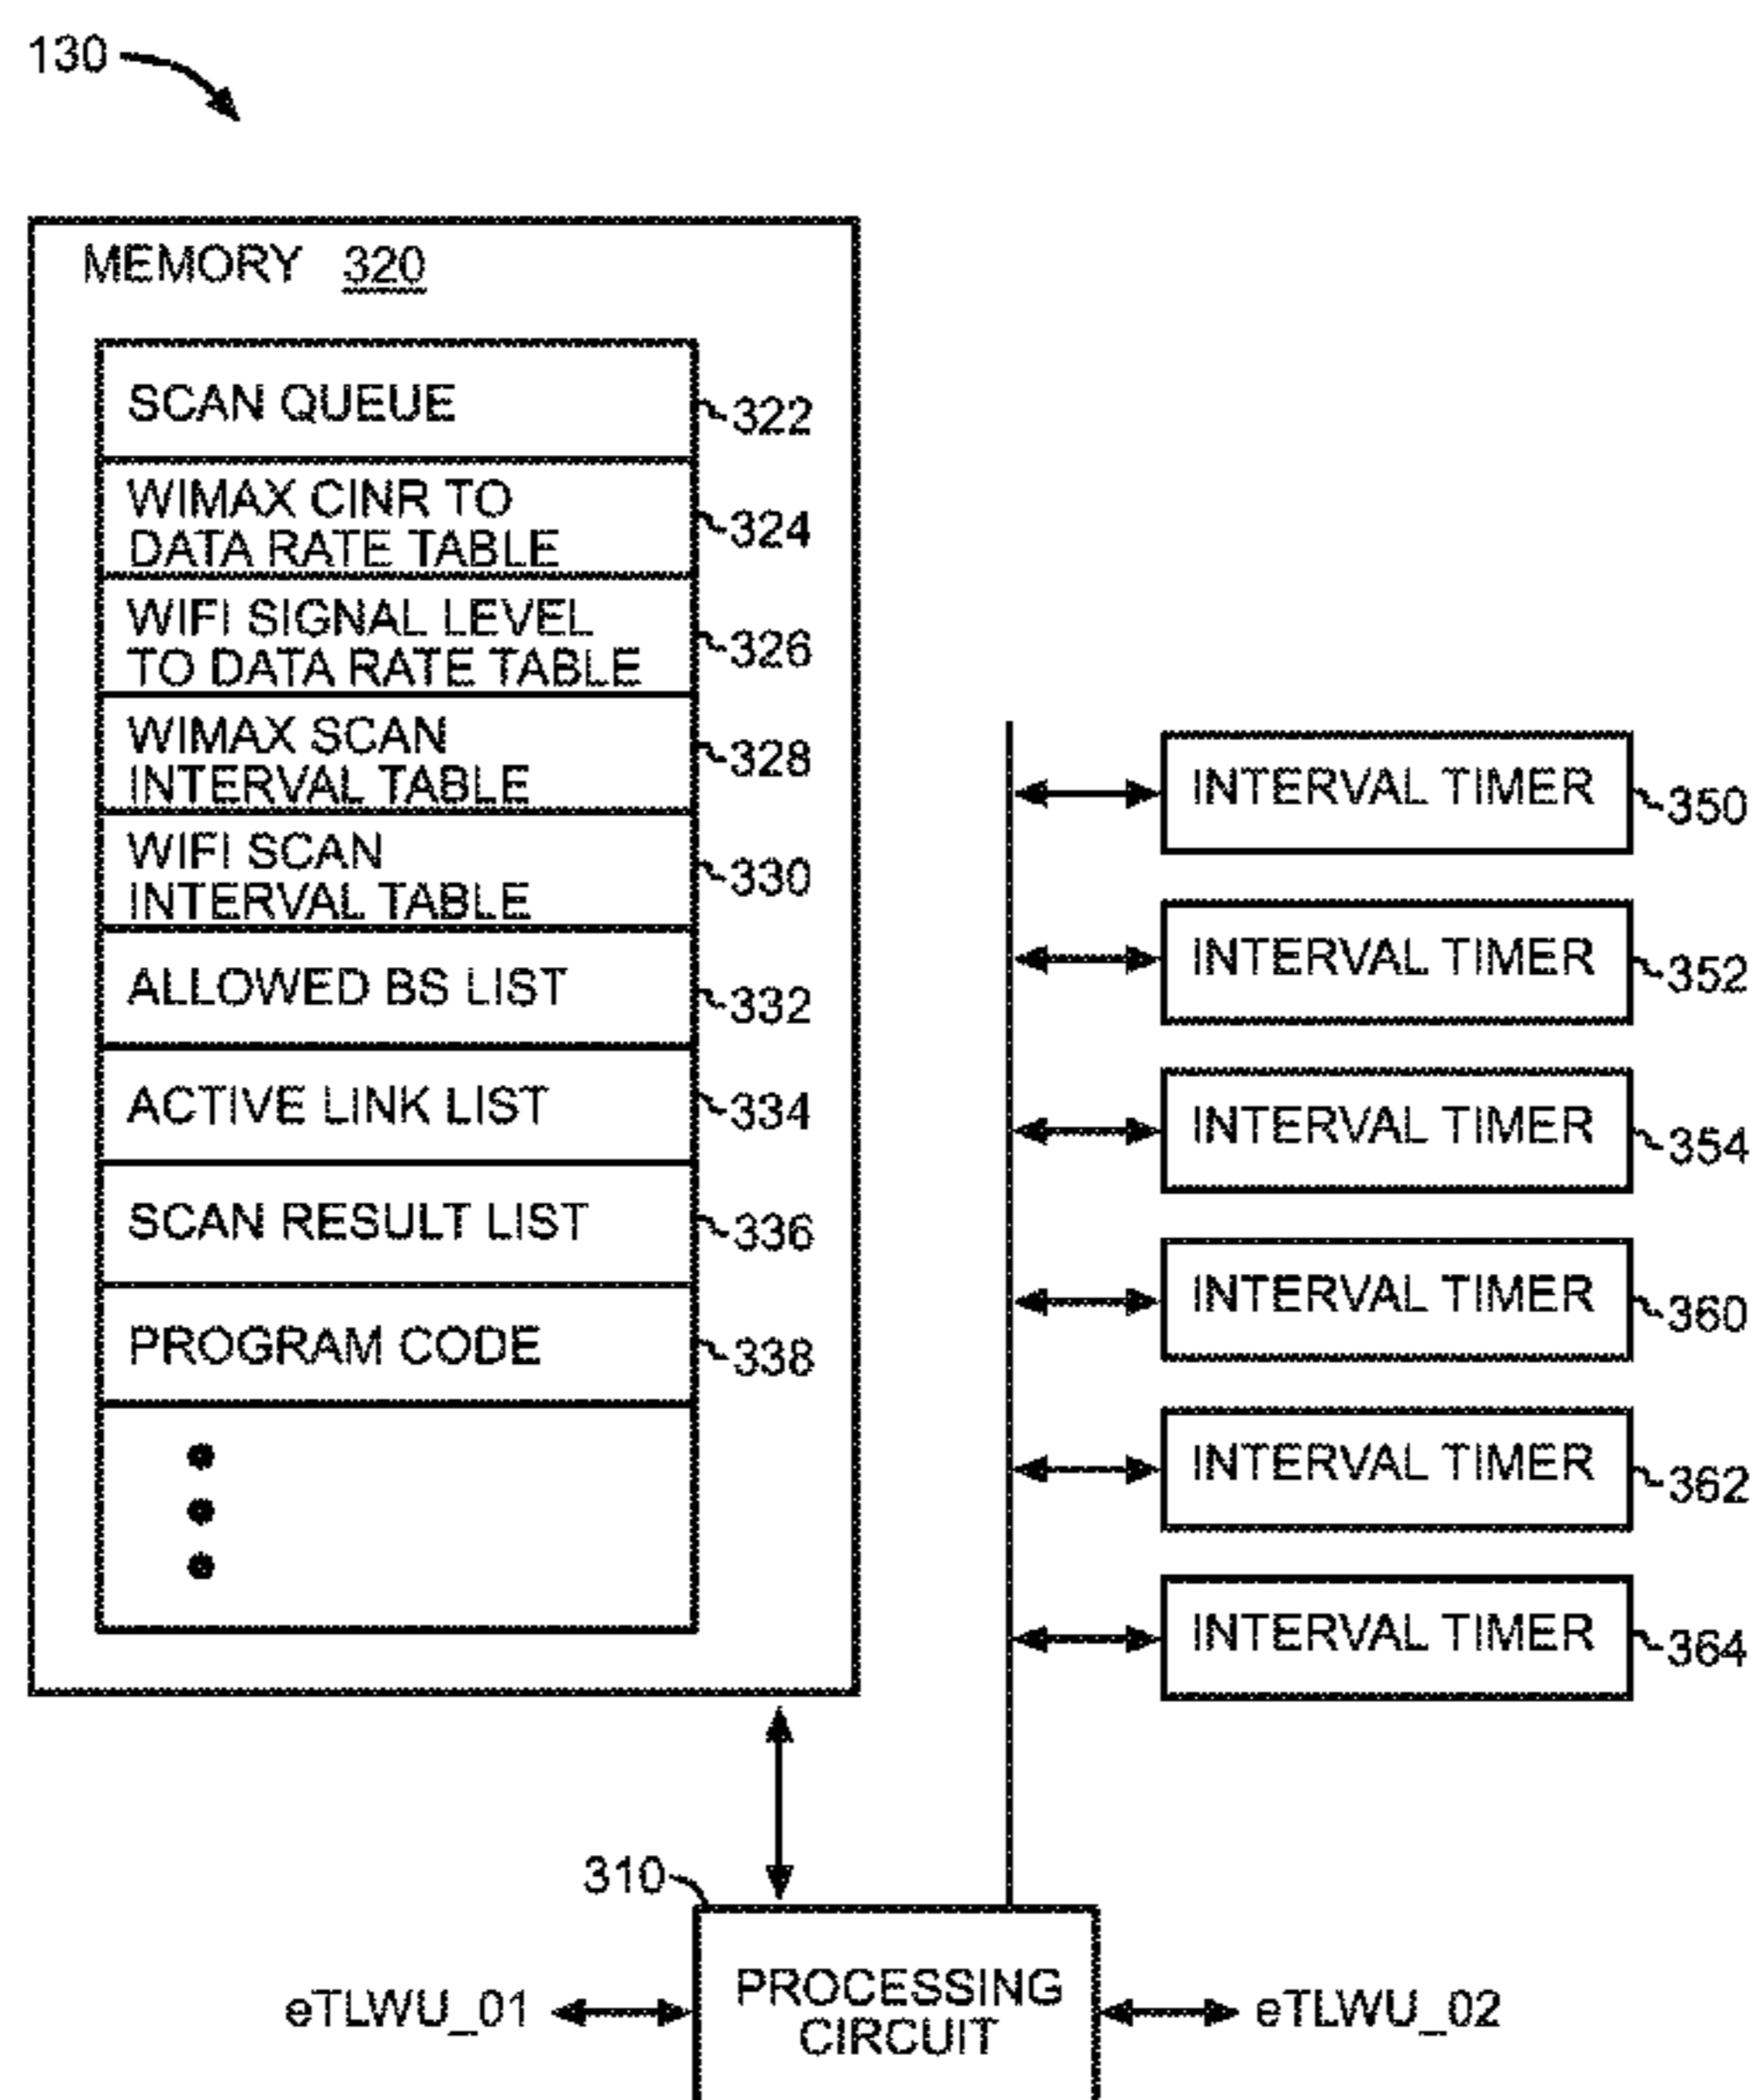 130
MEMORY 320
SCAN QUEUE
322
WIMAX CINR TO
DATA RATE TABLE
324
WIFI SIGNAL LEVEL
TO DATA RATE TABLE
326
WIMAX SCAN
INTERVAL TABLE
328
WIFI SCAN
INTERVAL TABLE
330
ALLOWED BS LIST
332
ACTIVE LINK LIST
334
SCAN RESULT LIST
336
PROGRAM CODE
338
INTERVAL TIMER
350
INTERVAL TIMER
352
INTERVAL TIMER
354
INTERVAL TIMER
360
INTERVAL TIMER
362
INTERVAL TIMER
364
310
PROCESSING
CIRCUIT
eTLWU_01
eTLWU_02